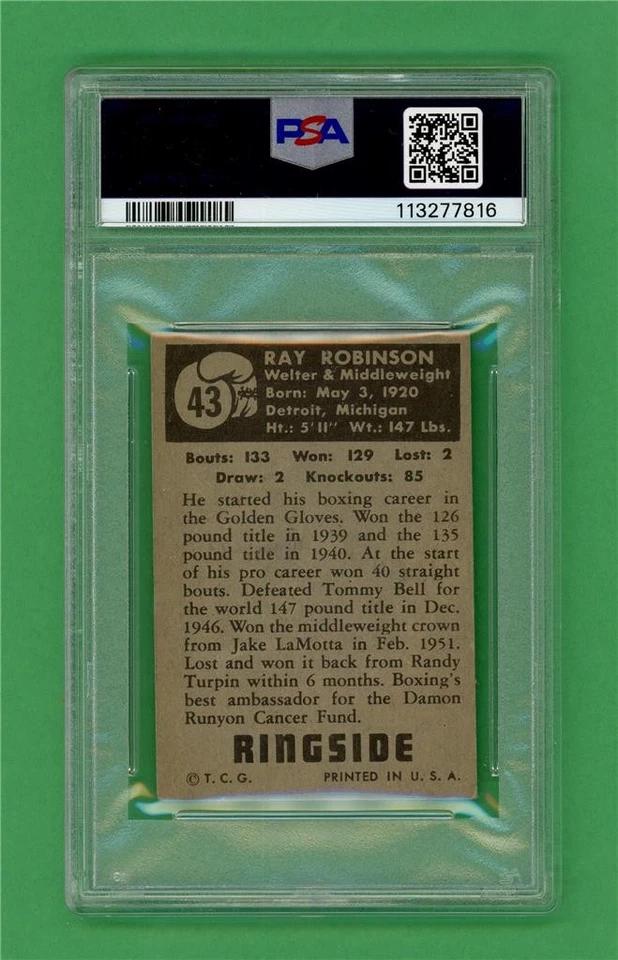 PSA
113277816
43
RAY ROBINSON
Welter & Middleweight
Born: May 3, 1920
Detroit, Michigan
Ht.: 5'11" Wt.: 147 Lbs.
Bouts: 133 Won: 129 Lost: 2
Draw: 2 Knockouts: 85
He started his boxing career in
the Golden Gloves. Won the 126
pound title in 1939 and the 135
pound title in 1940. At the start
of his pro career won 40 straight
bouts. Defeated Tommy Bell for
the world 147 pound title in Dec.
1946. Won the middleweight crown
from Jake LaMotta in Feb. 1951.
Lost and won it back from Randy
Turpin within 6 months. Boxing's
best ambassador for the Damon
Runyon Cancer Fund.
RINGSIDE
© T. C. G. PRINTED IN U. S. A.